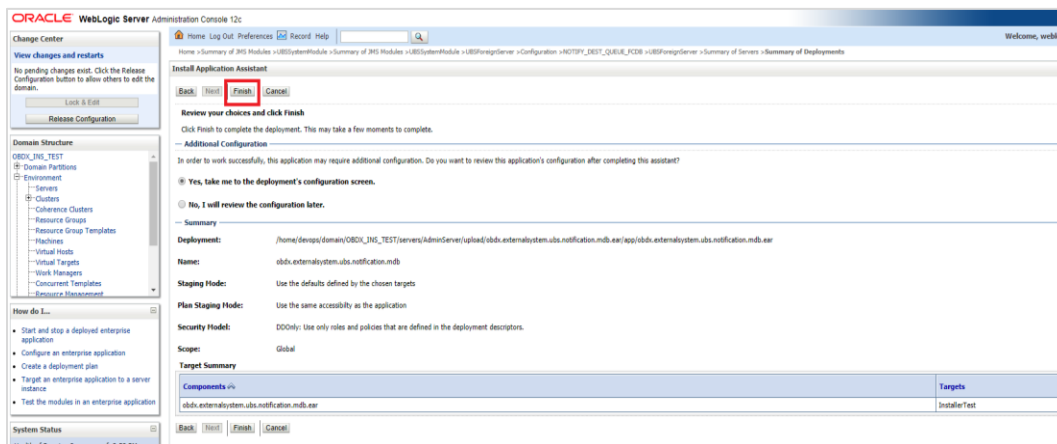 ORACLE WebLogic Server Administration Console 12c
Change Center
View changes and restarts
No pending changes exist. Click the Release
Configuration button to allow others to edit the
domain.
Lock & Edit
Release Configuration
Domain Structure
OBDX_INS_TEST
Domain Partitions
Environment
Servers
Clusters
Coherence Clusters
Resource Groups
Resource Group Templates
Machines
Virtual Hosts
Virtual Targets
Work Managers
Concurrent Templates
Resource Management
How do I...
Start and stop a deployed enterprise
application
Configure an enterprise application
Create a deployment plan
Target an enterprise application to a server
instance
Test the modules in an enterprise application
System Status
Home Log Out Preferences Record Help
Welcome, webl
Home >Summary of JMS Modules >UBSSystemModule >Summary of JMS Modules >UBSSystemModule >UBSForeignServer >Configuration >NOTIFY_DEST_QUEUE_FCDB >UBSForeignServer >Summary of Servers >Summary of Deployments
Install Application Assistant
Back Next Finish Cancel
Review your choices and click Finish
Click Finish to complete the deployment. This may take a few moments to complete.
Additional Configuration
In order to work successfully, this application may require additional configuration. Do you want to review this application's configuration after completing this assistant?
Yes, take me to the deployment's configuration screen.
No, I will review the configuration later.
Summary
Deployment: /home/devops/domain/OBDX_INS_TEST/servers/AdminServer/upload/obdx.externalsystem.ubs.notification.mdb.ear/app/obdx.externalsystem.ubs.notification.mdb.ear
Name: obdx.externalsystem.ubs.notification.mdb
Staging Mode: Use the defaults defined by the chosen targets
Plan Staging Mode: Use the same accessibilty as the application
Security Model: DDOnly: Use only roles and policies that are defined in the deployment descriptors.
Scope: Global
Target Summary
Components Targets
obdx.externalsystem.ubs.notification.mdb.ear InstallerTest
Back Next Finish Cancel